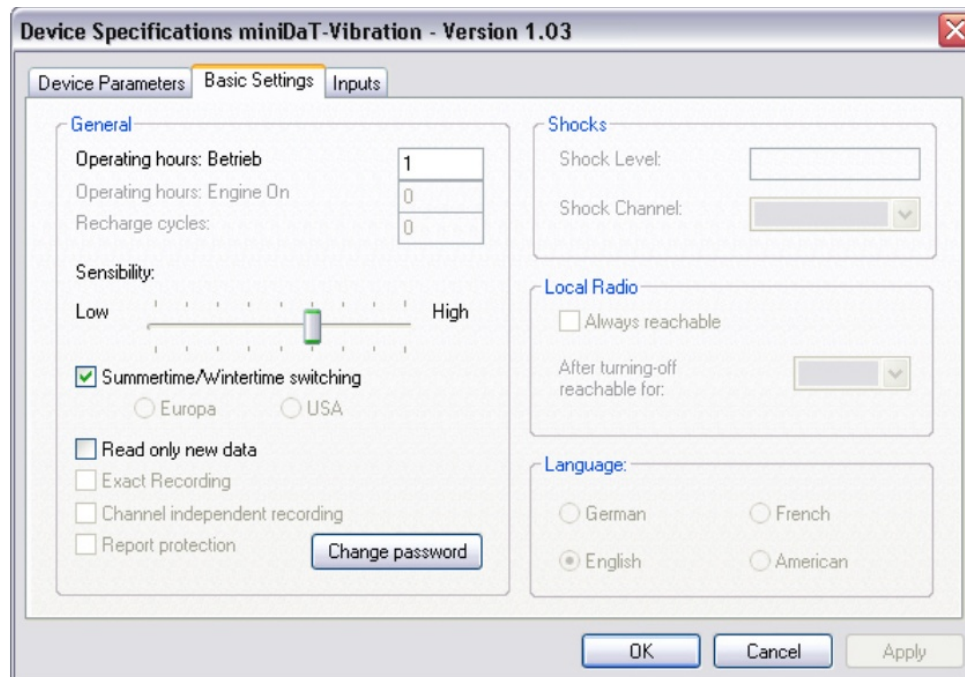 Device Specifications miniDaT-Vibration - Version 1.03
Device Parameters Basic Settings Inputs
General
Operating hours: Betrieb 1
Operating hours: Engine On 0
Recharge cycles: 0
Sensibility:
Low High
Summertime/Wintertime switching
Europa USA
Read only new data
Exact Recording
Channel independent recording
Report protection Change password
Shocks
Shock Level:
Shock Channel:
Local Radio
Always reachable
After turning-off
reachable for:
Language:
German French
English American
OK Cancel Apply